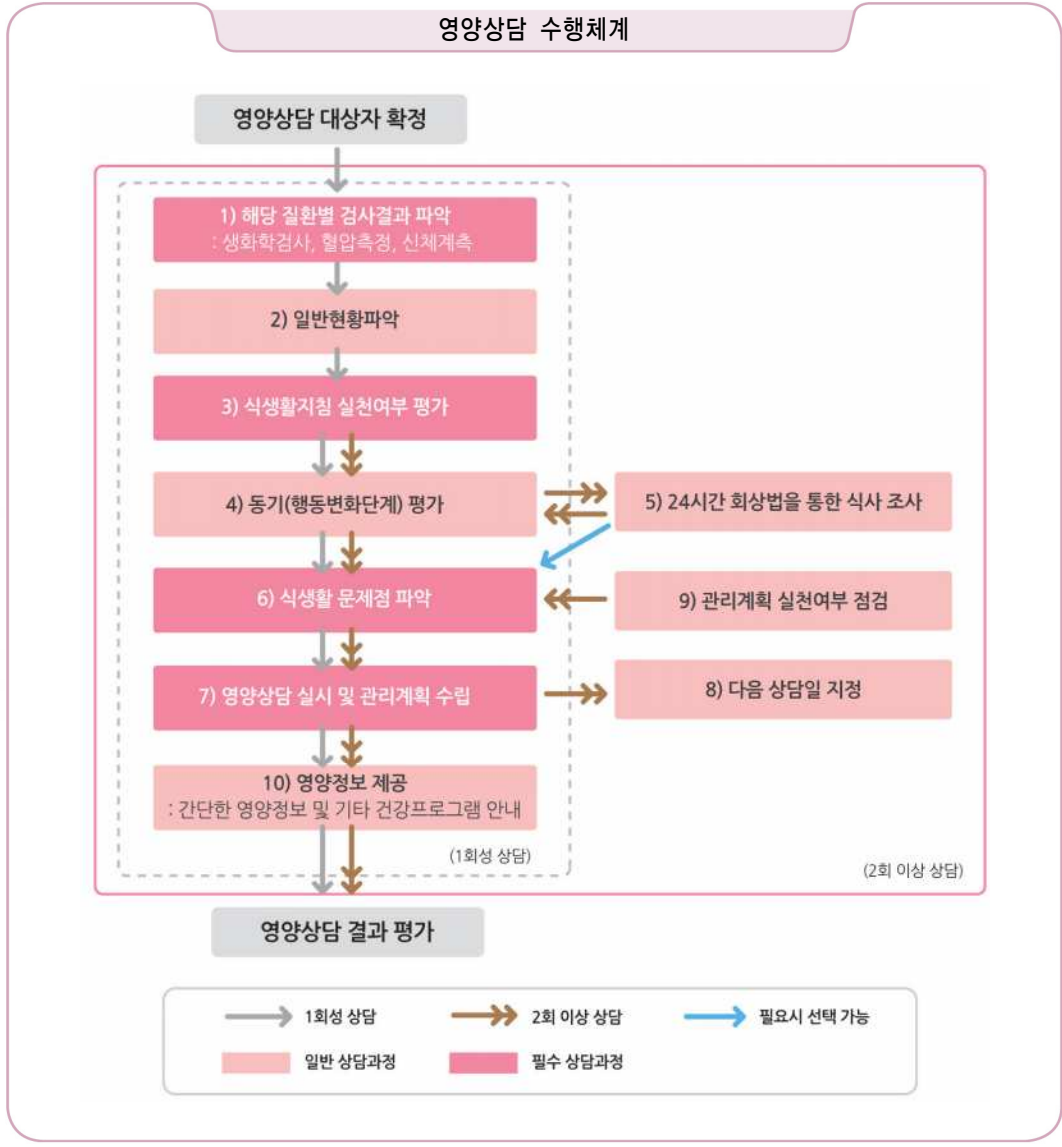 영양상담 수행체계
영양상담 대상자 확정
1) 해당 질환별 검사결과 파악
: 생화학검사, 혈압측정, 신체계측
2) 일반현황파악
3) 식생활지침 실천여부 평가
4) 동기(행동변화단계) 평가
5) 24시간 회상법을 통한 식사 조사
6) 식생활 문제점 파악
9) 관리계획 실천여부 점검
7) 영양상담 실시 및 관리계획 수립
8) 다음 상담일 지정
10) 영양정보 제공
: 간단한 영양정보 및 기타 건강프로그램 안내
(1회성 상담)
(2회 이상 상담)
영양상담 결과 평가
1회성 상담
2회 이상 상담
필요시 선택 가능
일반 상담과정
필수 상담과정